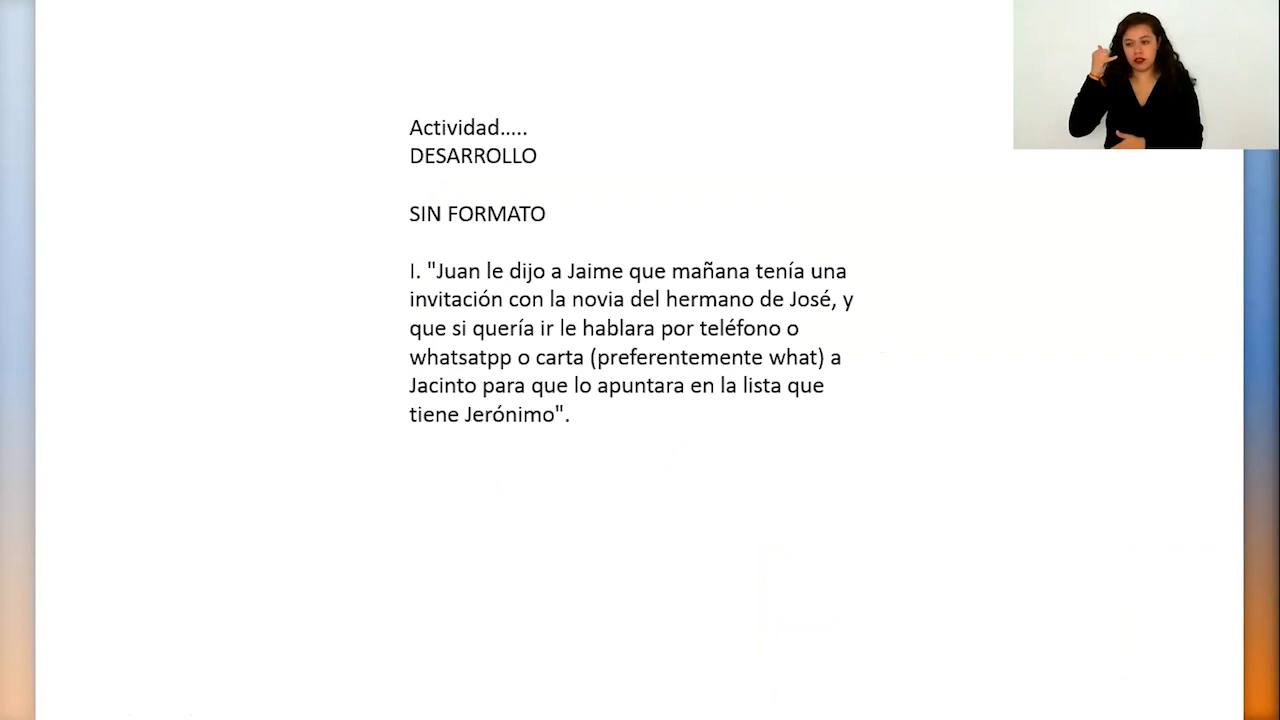 Actividad.....
DESARROLLO
SIN FORMATO
I. "Juan le dijo a Jaime que mañana tenía una
invitación con la novia del hermano de José, y
que si quería ir le hablara por teléfono o
whatsatpp o carta (preferentemente what) a
Jacinto para que lo apuntara en la lista que
tiene Jerónimo".